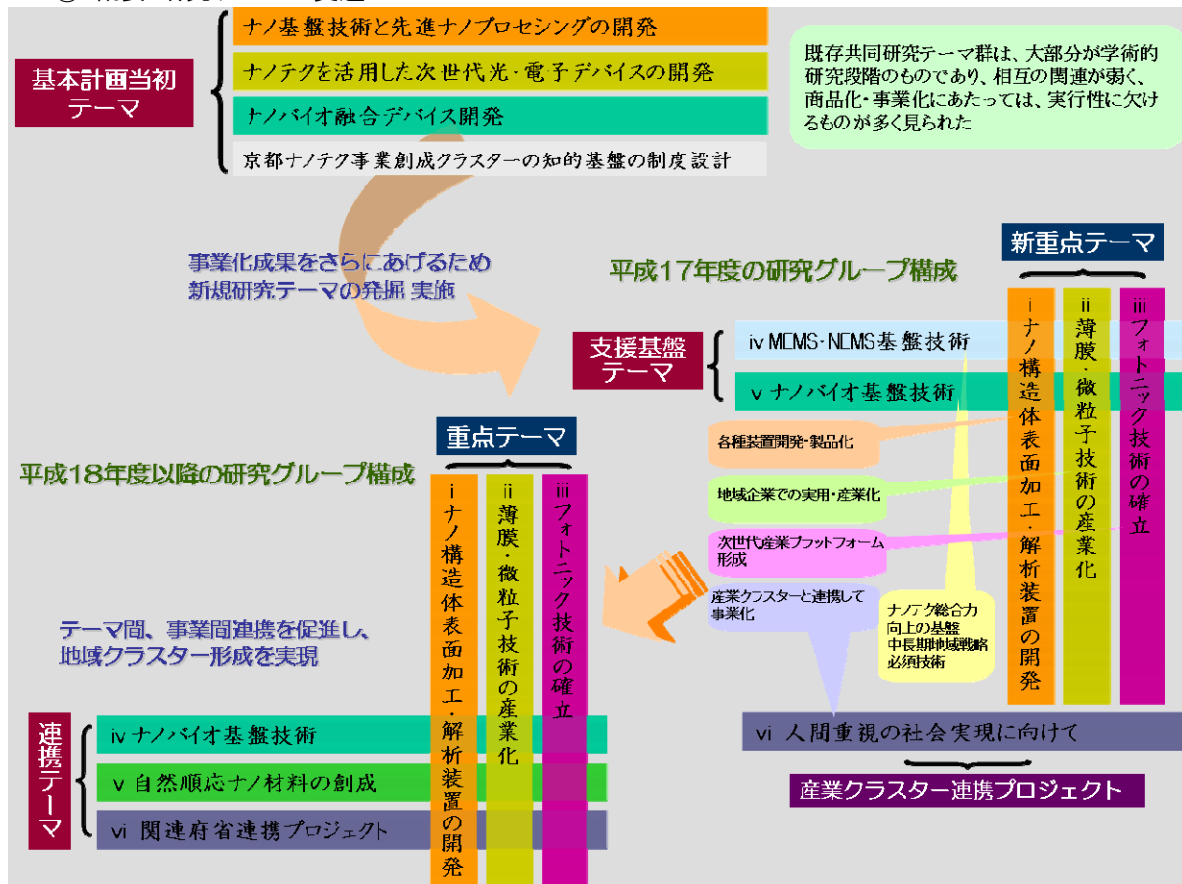 ナノ基盤技術と先進ナノプロセシングの開発
ナノテクを活用した次世代光・電子デバイスの開発
ナノバイオ融合デバイス開発
京都ナノテク事業創成クラスターの知的基盤の制度設計
基本計画当初
テーマ
既存共同研究テーマ群は、大部分が学術的
研究段階のものであり、相互の関連が弱く、
商品化・事業化にあたっては、実行性に欠け
るものが多く見られた
事業化成果をさらにあげるため
新規研究テーマの発掘 実施
平成17年度の研究グループ構成
新重点テーマ
ⅰナノ構造体表面加工・解析装置の開発
ⅱ薄膜・微粒子技術の産業化
ⅲフォトニック技術の確立
支援基盤
テーマ
ⅳ MEMS・NEMS基盤技術
ⅴ ナノバイオ基盤技術
各種装置開発・製品化
地域企業での実用・産業化
次世代産業プラットフォーム
形成
産業クラスターと連携して
事業化
ナノテク総合力
向上の基盤
中長期地域戦略
必須技術
ⅵ 人間重視の社会実現に向けて
産業クラスター連携プロジェクト
重点テーマ
平成18年度以降の研究グループ構成
ⅰナノ構造体表面加工・解析装置の開発
ⅱ薄膜・微粒子技術の産業化
ⅲフォトニック技術の確立
テーマ間、事業間連携を促進し、
地域クラスター形成を実現
連携テーマ
ⅳ ナノバイオ基盤技術
ⅴ 自然順応ナノ材料の創成
ⅵ 関連府省連携プロジェクト